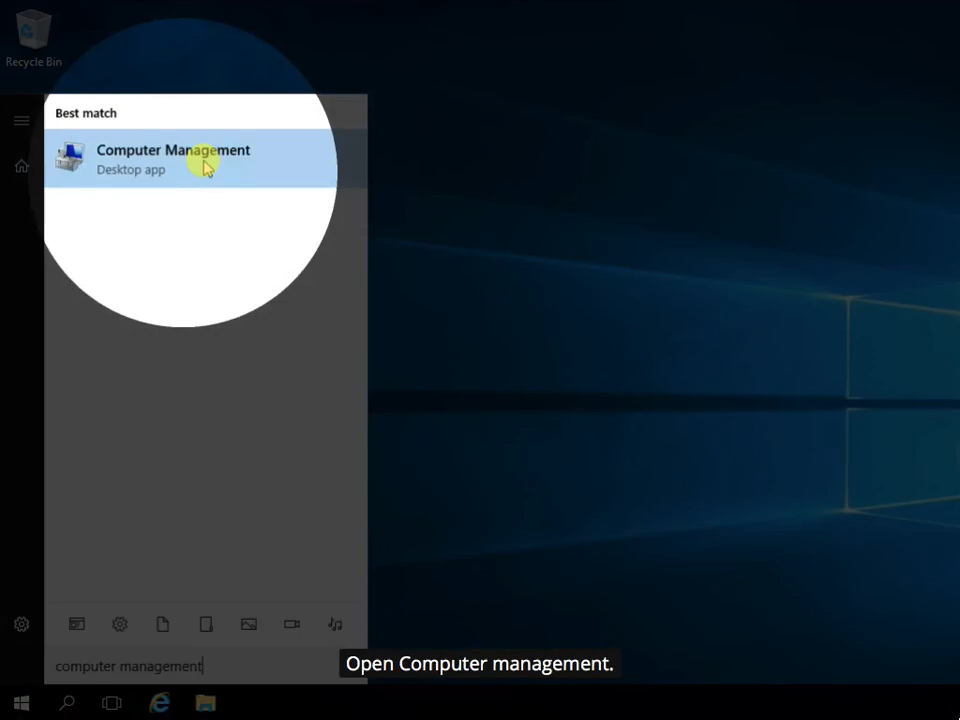 Recycle Bin
Best match
Computer Management
Desktop app
computer management
Open Computer management.